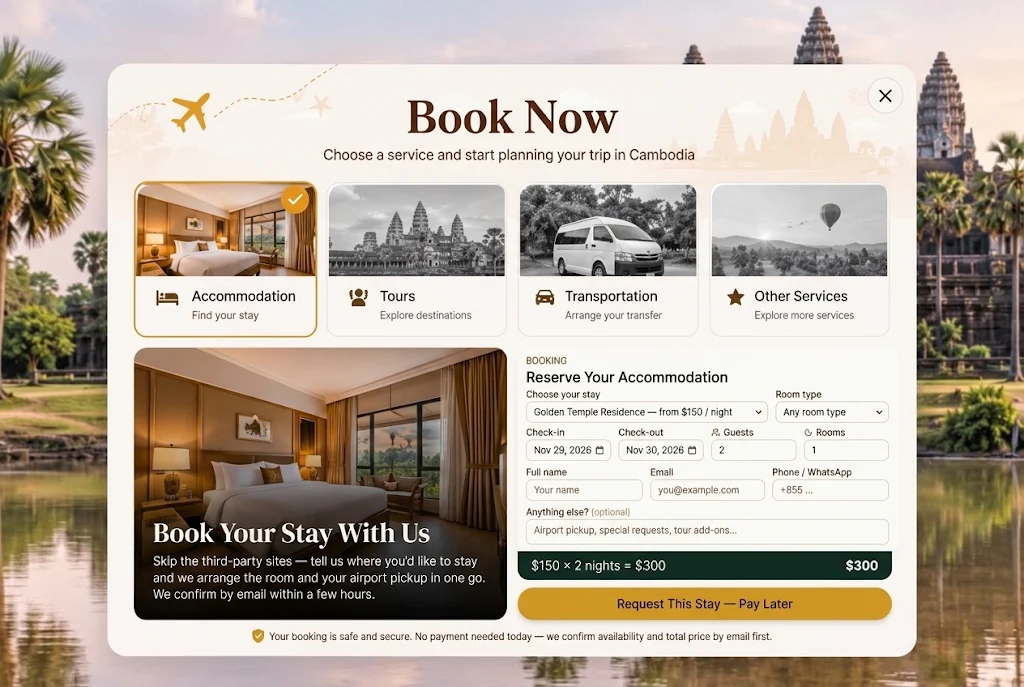 Book Now
Choose a service and start planning your trip in Cambodia
Accommodation
Find your stay
Tours
Explore destinations
Transportation
Arrange your transfer
Other Services
Explore more services
Book Your Stay With Us
Skip the third-party sites — tell us where you'd like to stay
and we arrange the room and your airport pickup in one go.
We confirm by email within a few hours.
BOOKING
Reserve Your Accommodation
Choose your stay
Room type
Golden Temple Residence — from $150 / night
Any room type
Check-in
Check-out
Guests
Rooms
Nov 29, 2026
Nov 30, 2026
2
1
Full name
Email
Phone / WhatsApp
Your name
you@example.com
+855 ...
Anything else? (optional)
Airport pickup, special requests, tour add-ons...
$150 × 2 nights = $300
$300
Request This Stay — Pay Later
Your booking is safe and secure. No payment needed today — we confirm availability and total price by email first.